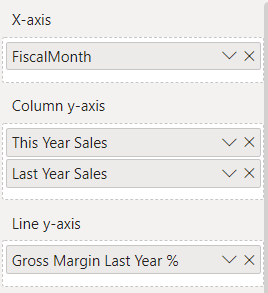 X-axis
FiscalMonth
Column y-axis
This Year Sales
Last Year Sales
Line y-axis
Gross Margin Last Year %